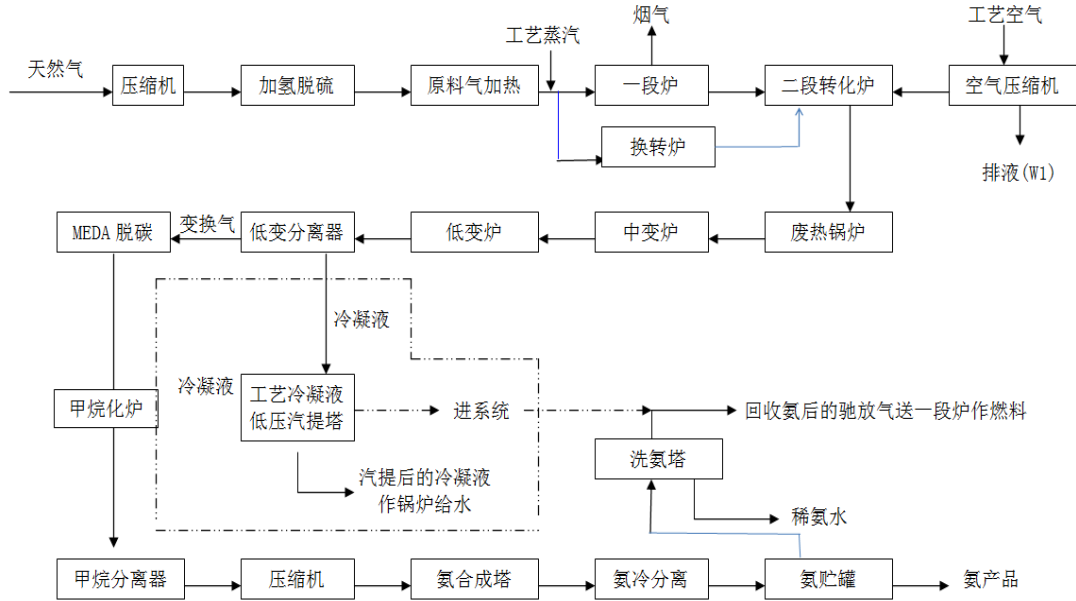 烟气
工艺空气
工艺蒸汽
天然气
压缩机
加氢脱硫
原料气加热
一段炉
二段转化炉
空气压缩机
换转炉
排液(W1)
MEDA 脱碳
变换气
低变分离器
低变炉
中变炉
废热锅炉
冷凝液
冷凝液
工艺冷凝液
低压汽提塔
进系统
回收氨后的驰放气送一段炉作燃料
甲烷化炉
洗氨塔
汽提后的冷凝液
作锅炉给水
稀氨水
甲烷分离器
压缩机
氨合成塔
氨冷分离
氨贮罐
氨产品